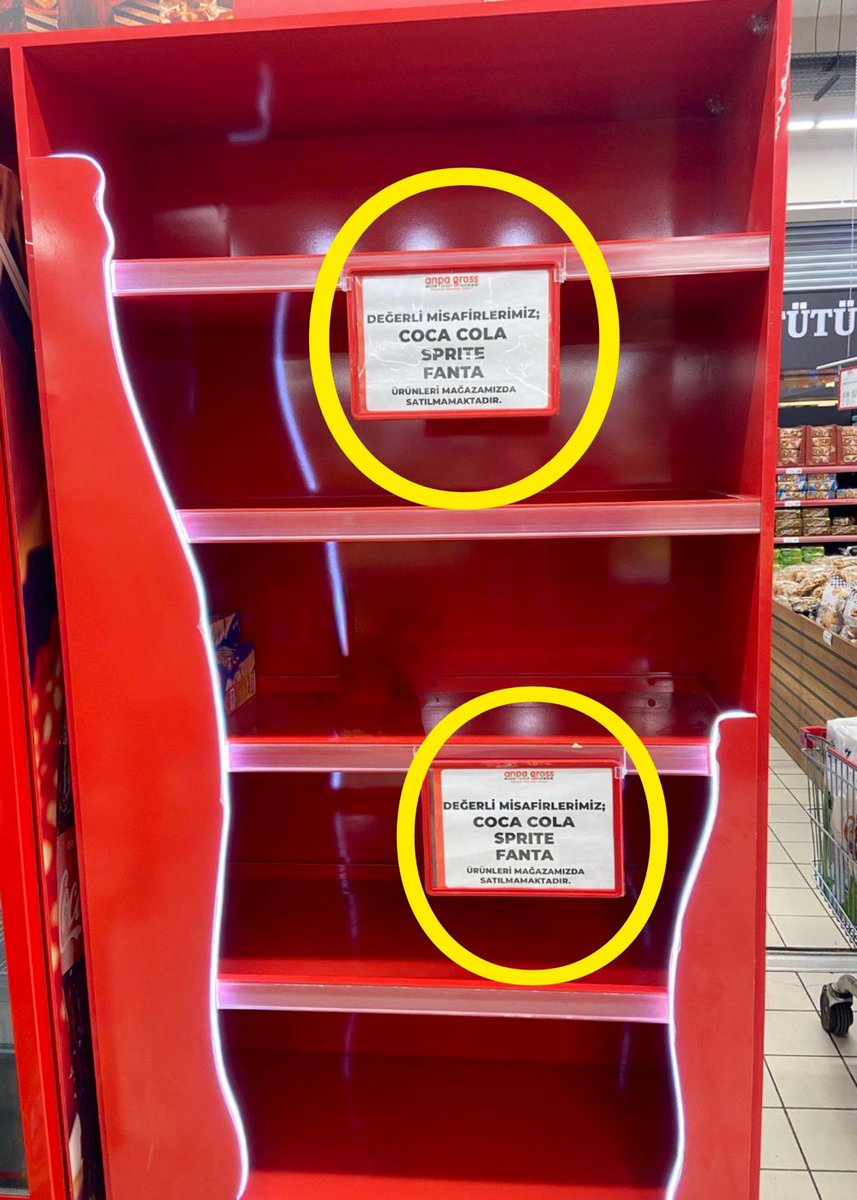 anpa gross
DEĞERLİ MİSAFİRLERİMİZ;
COCA COLA
SPRITE
FANTA
ÜRÜNLERİ MAĞAZAMIZDA
SATILMAMAKTADIR.
TÜTÜ
anpa gross
DEĞERLİ MİSAFİRLERİMİZ;
COCA COLA
SPRITE
FANTA
ÜRÜNLERİ MAĞAZAMIZDA
SATILMAMAKTADIR.